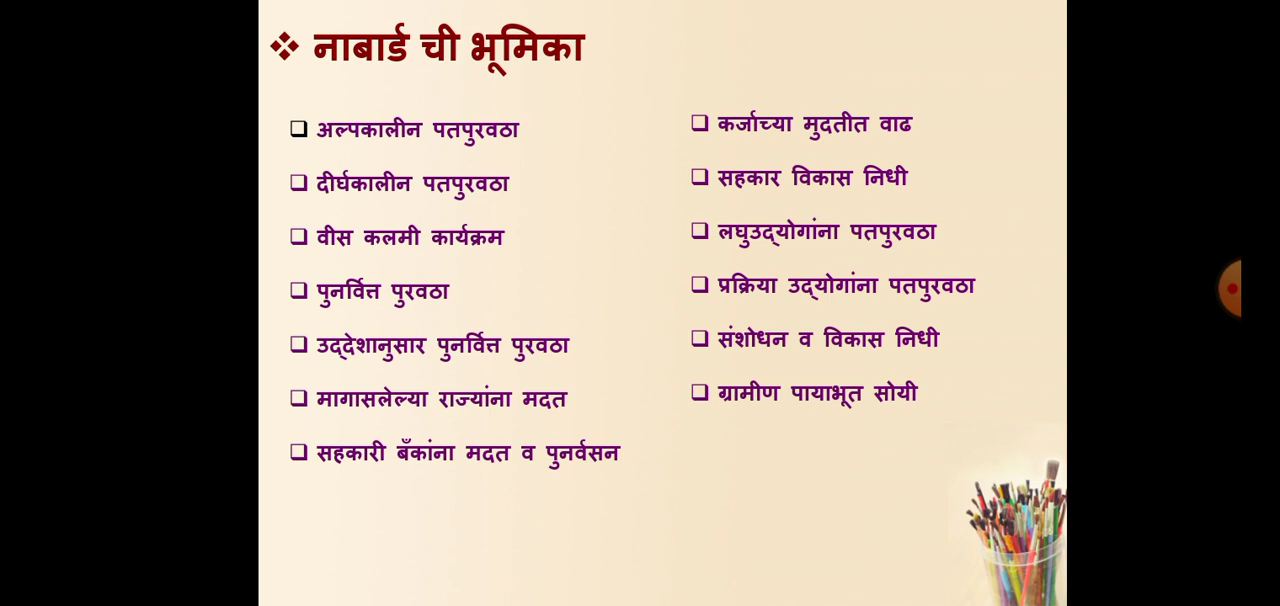 ❖ नाबार्ड ची भूमिका
❑ अल्पकालीन पतपुरवठा
❑ दीर्घकालीन पतपुरवठा
❑ वीस कलमी कार्यक्रम
❑ पुनर्वित्त पुरवठा
❑ उद्देशानुसार पुनर्वित्त पुरवठा
❑ मागासलेल्या राज्यांना मदत
❑ सहकारी बँकांना मदत व पुनर्वसन
❑ कर्जाच्या मुदतीत वाढ
❑ सहकार विकास निधी
❑ लघुउद्योगांना पतपुरवठा
❑ प्रक्रिया उद्योगांना पतपुरवठा
❑ संशोधन व विकास निधी
❑ ग्रामीण पायाभूत सोयी